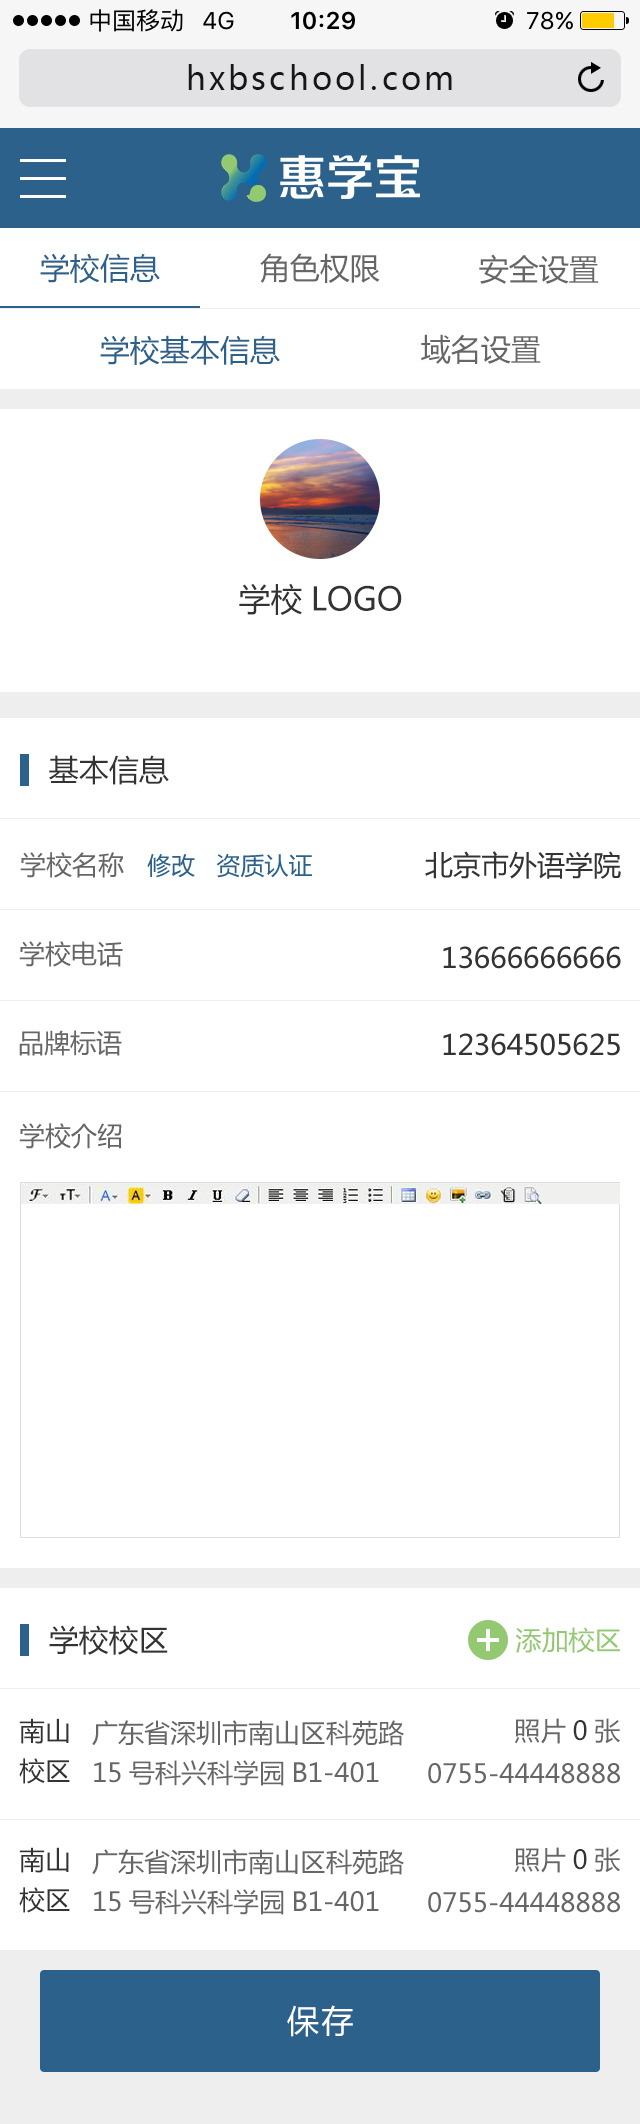 中国移动 4G 10:29 78%
hxbschool.com
惠学宝
学校信息 角色权限 安全设置
学校基本信息 域名设置
学校 LOGO
基本信息
学校名称 修改 资质认证 北京市外语学院
学校电话 13666666666
品牌标语 12364505625
学校介绍
F TT A A B I U
学校校区 添加校区
南山 广东省深圳市南山区科苑路 照片 0 张
校区 15 号科兴科学园 B1-401 0755-44448888
南山 广东省深圳市南山区科苑路 照片 0 张
校区 15 号科兴科学园 B1-401 0755-44448888
保存